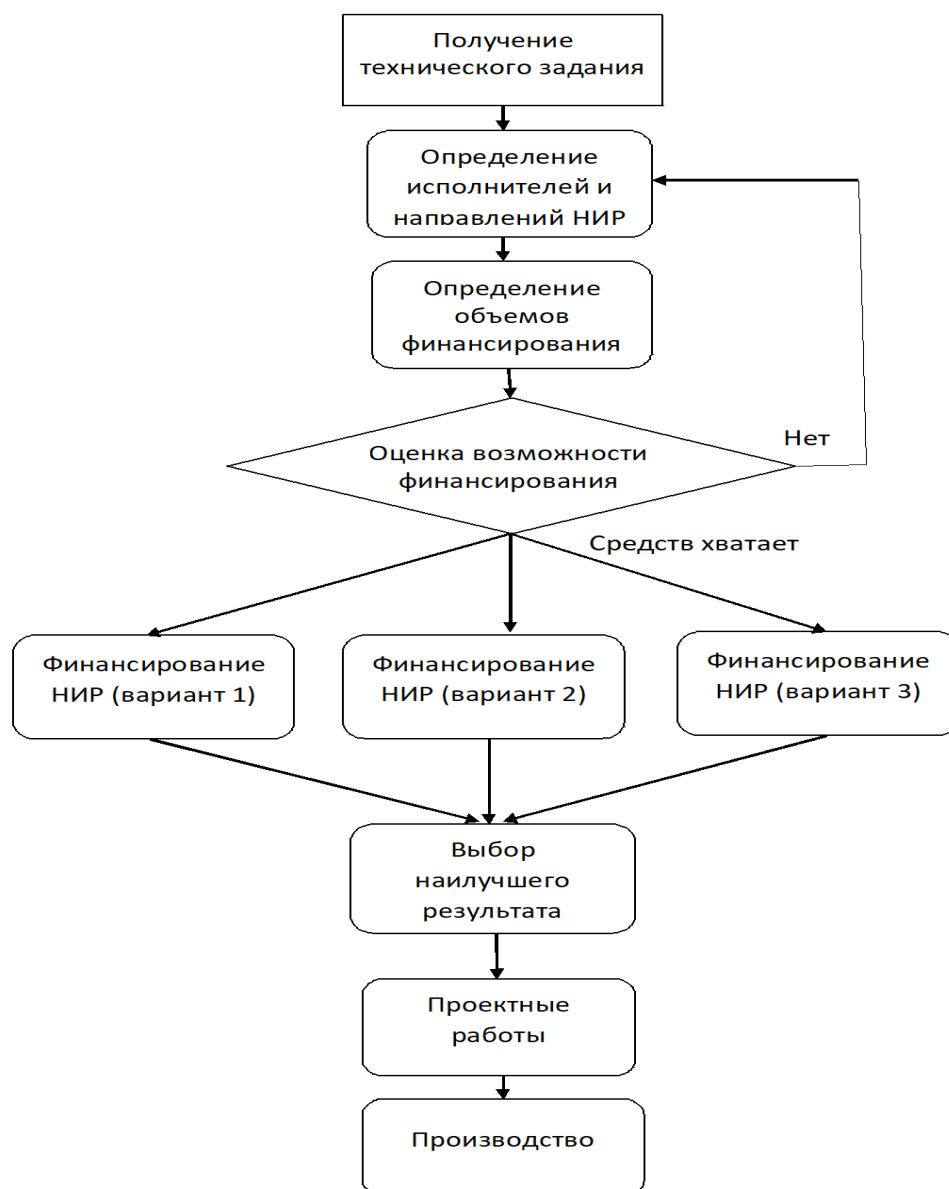 Получение
технического задания
Определение
исполнителей и
направлений НИР
Определение
объемов
финансирования
Оценка возможности
финансирования
Нет
Средств хватает
Финансирование
НИР (вариант 1)
Финансирование
НИР (вариант 2)
Финансирование
НИР (вариант 3)
Выбор
наилучшего
результата
Проектные
работы
Производство